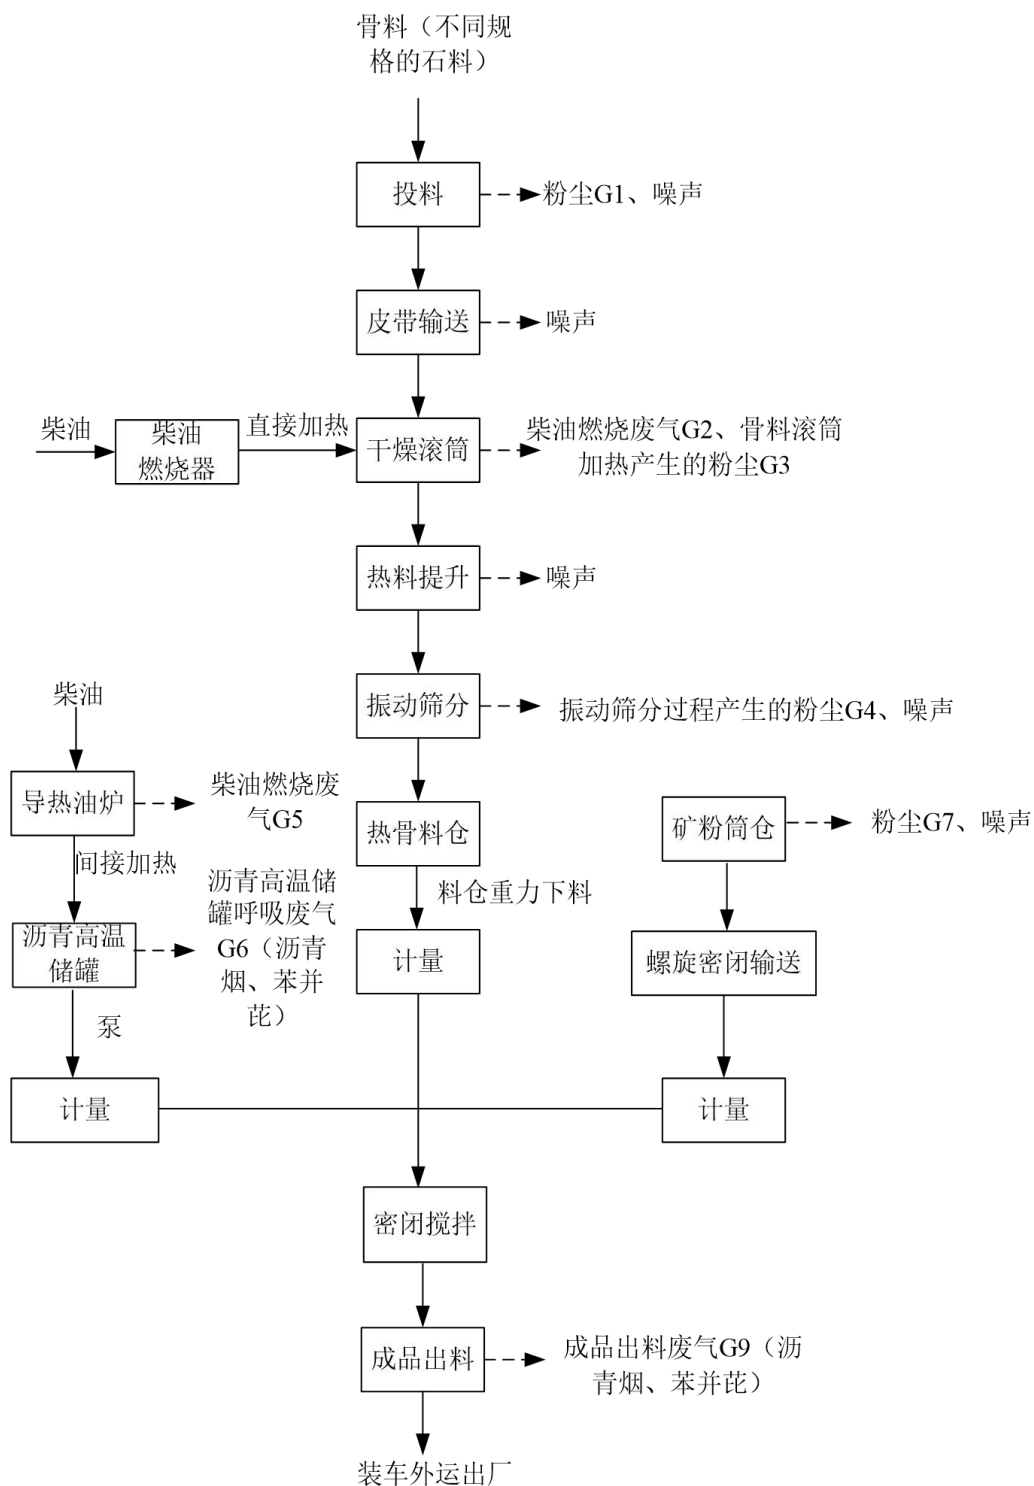 骨料（不同规
格的石料）
投料
粉尘G1、噪声
皮带输送
噪声
柴油
柴油
燃烧器
直接加热
干燥滚筒
柴油燃烧废气G2、骨料滚筒
加热产生的粉尘G3
热料提升
噪声
振动筛分
振动筛分过程产生的粉尘G4、噪声
柴油
导热油炉
柴油燃烧废
气G5
热骨料仓
矿粉筒仓
粉尘G7、噪声
间接加热
料仓重力下料
沥青高温
储罐
沥青高温储
罐呼吸废气
G6（沥青
烟、苯并
芘）
计量
螺旋密闭输送
泵
计量
计量
密闭搅拌
成品出料
成品出料废气G9（沥
青烟、苯并芘）
装车外运出厂